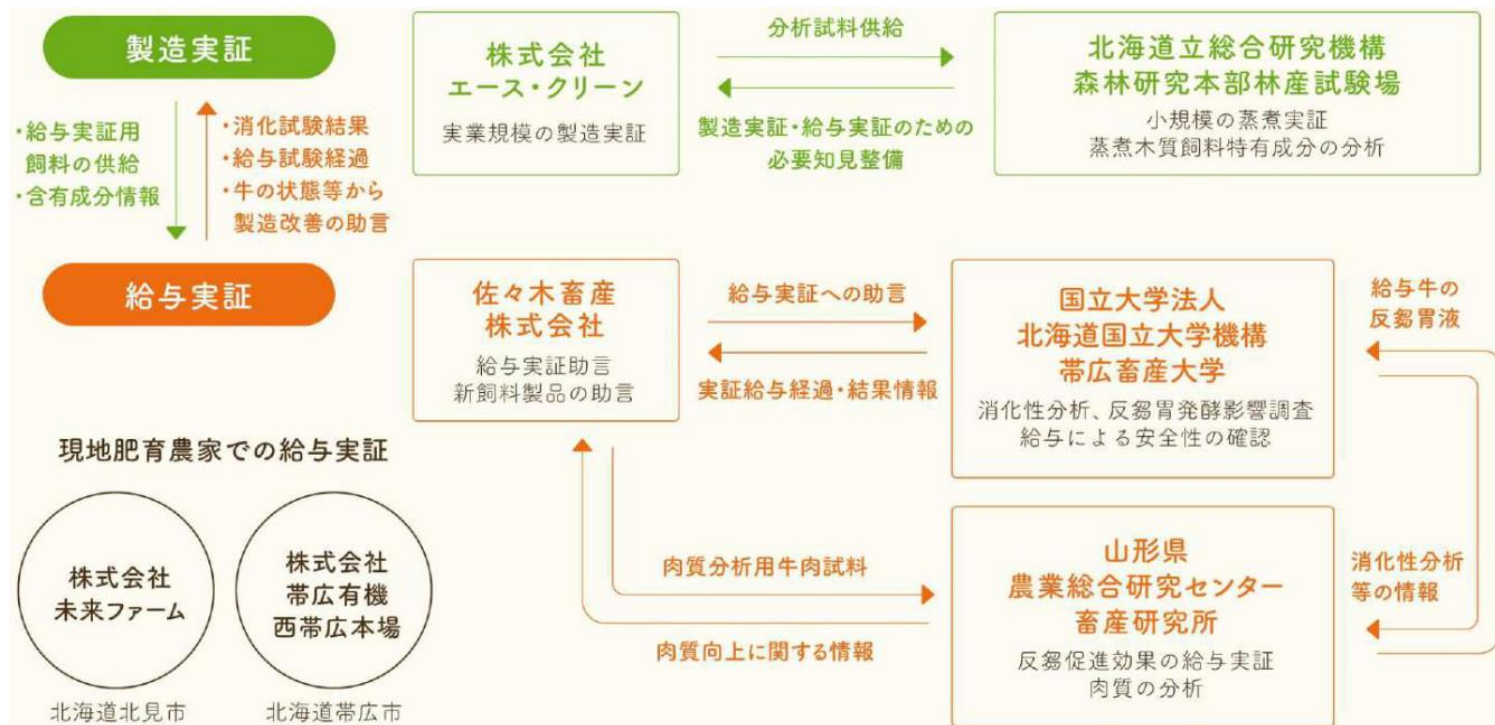 製造実証
・給与実証用
飼料の供給
・含有成分情報
・消化試験結果
・給与試験経過
・牛の状態等から
製造改善の助言
株式会社
エース・クリーン
実業規模の製造実証
分析試料供給
製造実証・給与実証のための
必要知見整備
北海道立総合研究機構
森林研究本部林産試験場
小規模の蒸煮実証
蒸煮木質飼料特有成分の分析
給与実証
佐々木畜産
株式会社
給与実証助言
新飼料製品の助言
給与実証への助言
実証給与経過・結果情報
国立大学法人
北海道国立大学機構
帯広畜産大学
消化性分析、反芻胃発酵影響調査
給与による安全性の確認
給与牛の
反芻胃液
現地肥育農家での給与実証
株式会社
未来ファーム
北海道北見市
株式会社
帯広有機
西帯広本場
北海道帯広市
肉質分析用牛肉試料
肉質向上に関する情報
山形県
農業総合研究センター
畜産研究所
反芻促進効果の給与実証
肉質の分析
消化性分析
等の情報